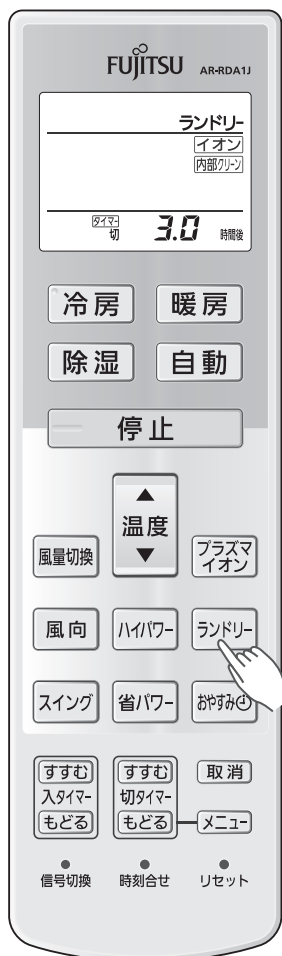 FUJITSU AR-RDA1J
ランドリー
イオン
内部クリーン
タイマー
切 3.0 時間後
冷房 暖房
除湿 自動
停止
▲
風量切換 温度 プラズマイオン
▼
風向 ハイパワー ランドリー
スイング 省パワー おやすみ
すすむ すすむ 取消
入タイマー 切タイマー
もどる もどる メニュー
信号切換 時刻合せ リセット